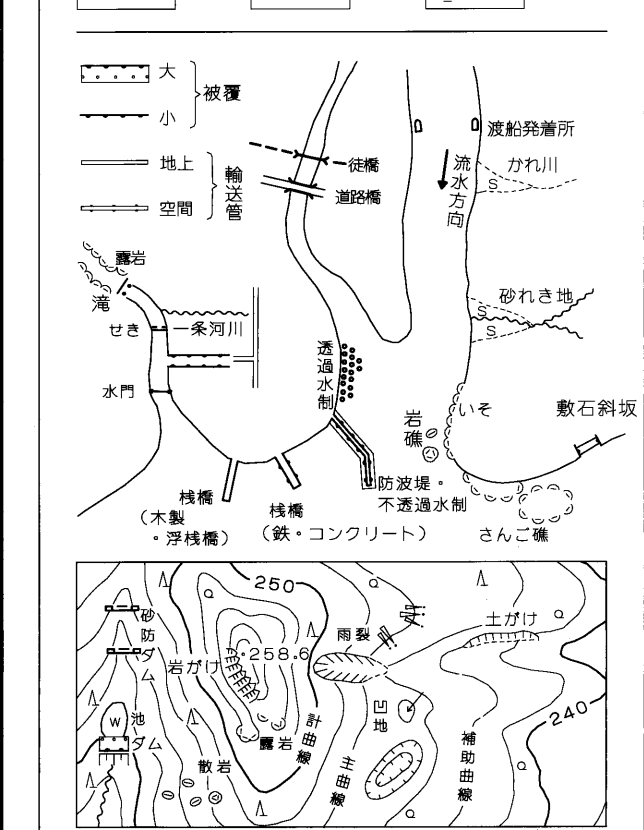 大
小
被覆
地上
空間
輸送管
徒橋
道路橋
渡船発着所
流水方向
かれ川
S
露岩
滝
せき
一条河川
水門
砂れき地
S
S
透過水制
いそ
岩礁
敷石斜坂
防波堤・
不透過水制
桟橋
(木製
・浮桟橋)
桟橋
(鉄・コンクリート)
さんご礁
250
砂防ダム
岩がけ
・258.6
雨裂
土がけ
W
池
ダム
露岩
散岩
計曲線
主曲線
凹地
補助曲線
240